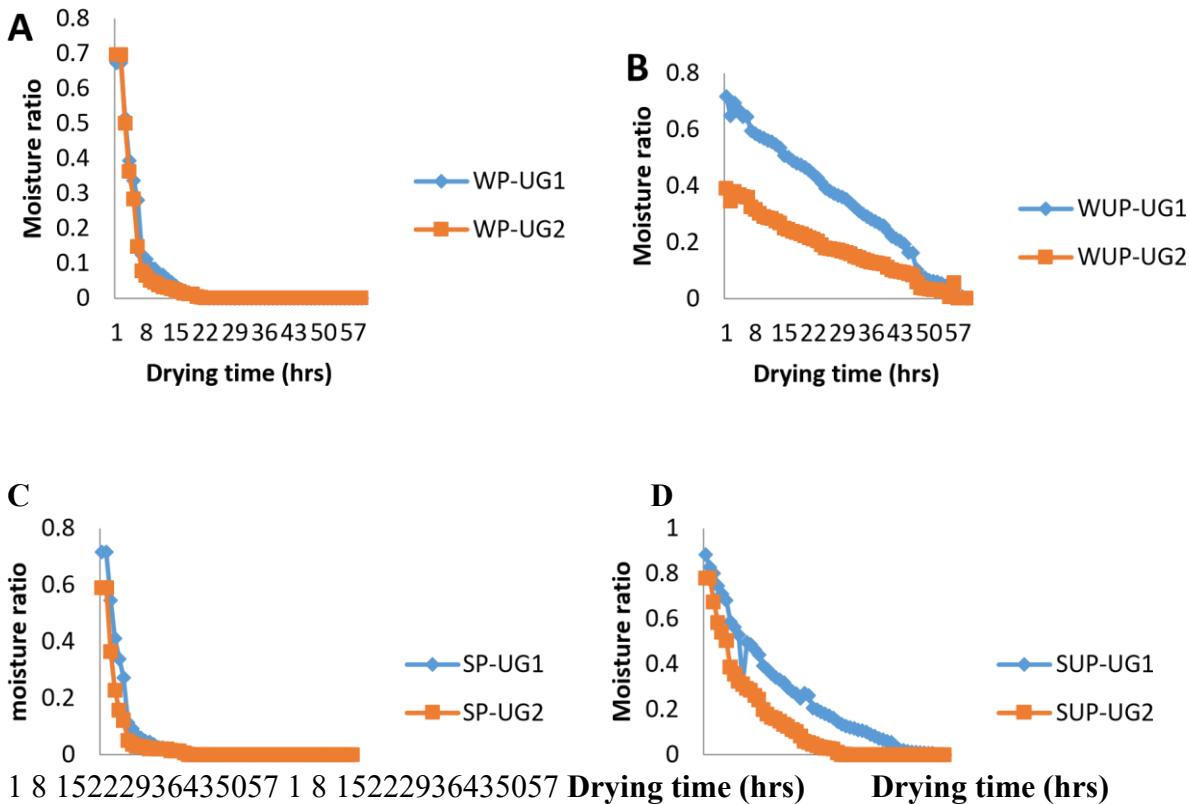 A
0.8
0.7
0.6
0.5
0.4
0.3
0.2
0.1
0
Moisture ratio
1 8 15 22 29 36 43 50 57
Drying time (hrs)
WP-UG1
WP-UG2
B
0.8
0.6
0.4
0.2
0
Moisture ratio
1 8 15 22 29 36 43 50 57
Drying time (hrs)
WUP-UG1
WUP-UG2
C
0.8
0.6
0.4
0.2
0
moisture ratio
SP-UG1
SP-UG2
D
1
0.8
0.6
0.4
0.2
0
Moisture ratio
SUP-UG1
SUP-UG2
1 8 15222936435057 1 8 15222936435057 Drying time (hrs) Drying time (hrs)